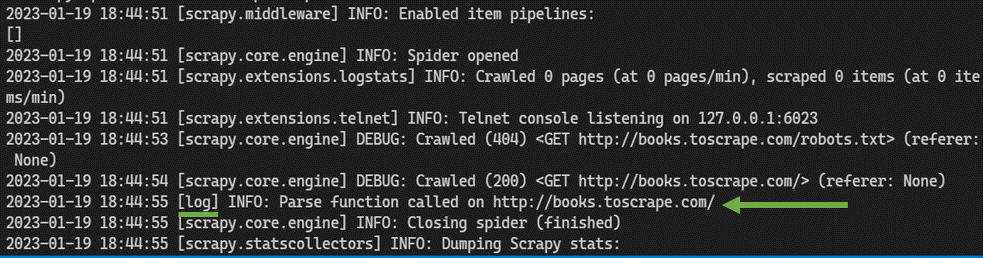 2023-01-19 18:44:51 [scrapy.middleware] INFO: Enabled item pipelines:
[]
2023-01-19 18:44:51 [scrapy.core.engine] INFO: Spider opened
2023-01-19 18:44:51 [scrapy.extensions.logstats] INFO: Crawled 0 pages (at 0 pages/min), scraped 0 items (at 0 ite
ms/min)
2023-01-19 18:44:51 [scrapy.extensions.telnet] INFO: Telnet console listening on 127.0.0.1:6023
2023-01-19 18:44:53 [scrapy.core.engine] DEBUG: Crawled (404) <GET http://books.toscrape.com/robots.txt> (referer:
 None)
2023-01-19 18:44:54 [scrapy.core.engine] DEBUG: Crawled (200) <GET http://books.toscrape.com/> (referer: None)
2023-01-19 18:44:55 [log] INFO: Parse function called on http://books.toscrape.com/
2023-01-19 18:44:55 [scrapy.core.engine] INFO: Closing spider (finished)
2023-01-19 18:44:55 [scrapy.statscollectors] INFO: Dumping Scrapy stats: